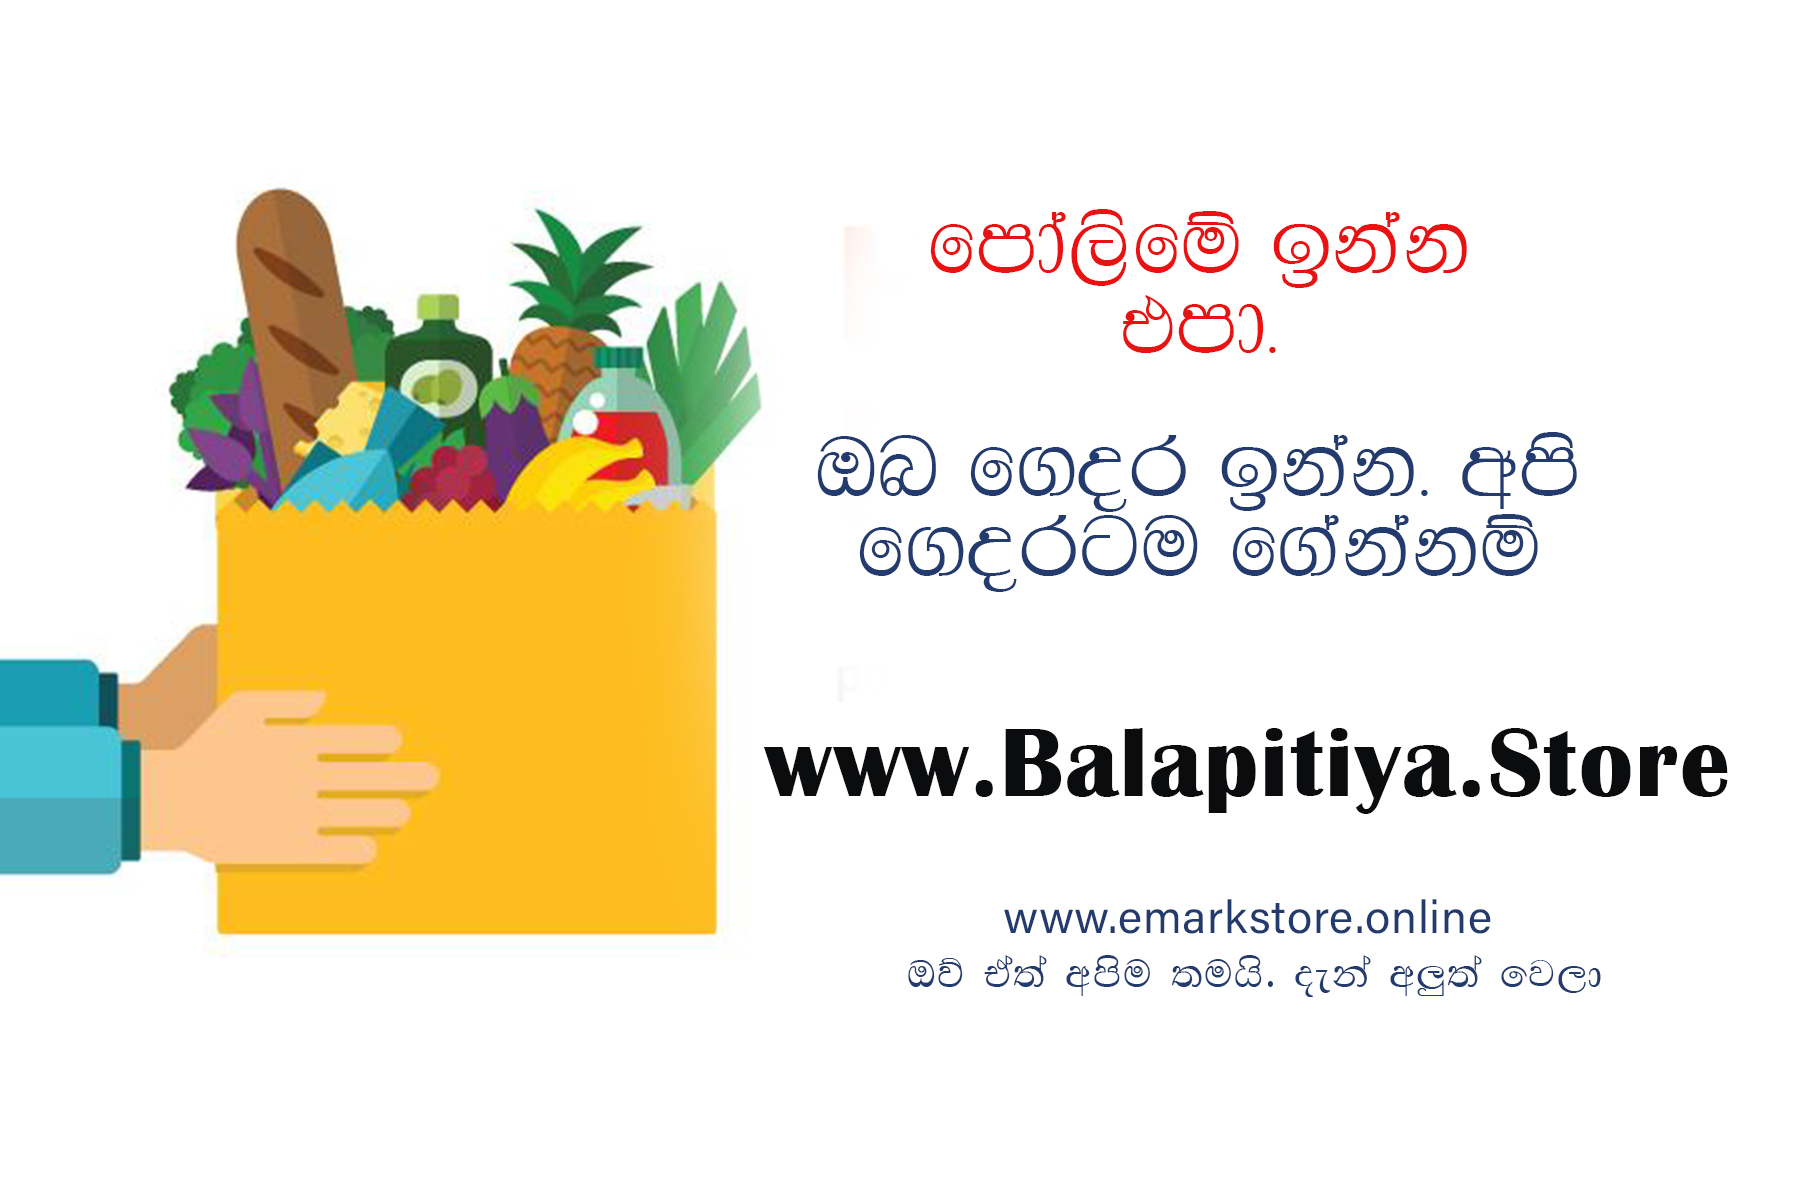 පෝලිමේ ඉන්න
එපා.
ඔබ ගෙදර ඉන්න. අපි
ගෙදරටම ගේන්නම්
www.Balapitiya.Store
www.emarkstore.online
ඔව් ඒත් අපිම තමයි. දැන් අලුත් වෙලා